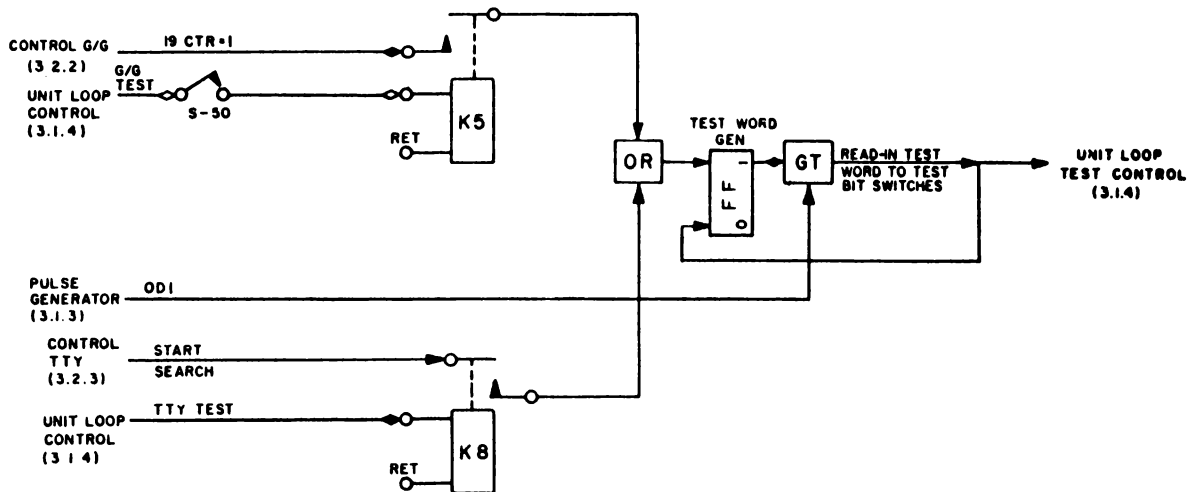 CONTROL G/G
(3 2.2)
19 CTR=1
G/G
TEST
UNIT LOOP
CONTROL
(3.1.4)
S-50
K5
RET
OR
TEST WORD
GEN
1
FF
0
GT
READ-IN TEST
WORD TO TEST
BIT SWITCHES
UNIT LOOP
TEST CONTROL
(3.1.4)
PULSE
GENERATOR
(3.1.3)
OD1
CONTROL
TTY
(3.2.3)
START
SEARCH
UNIT LOOP
CONTROL
(3 1 4)
TTY TEST
K8
RET